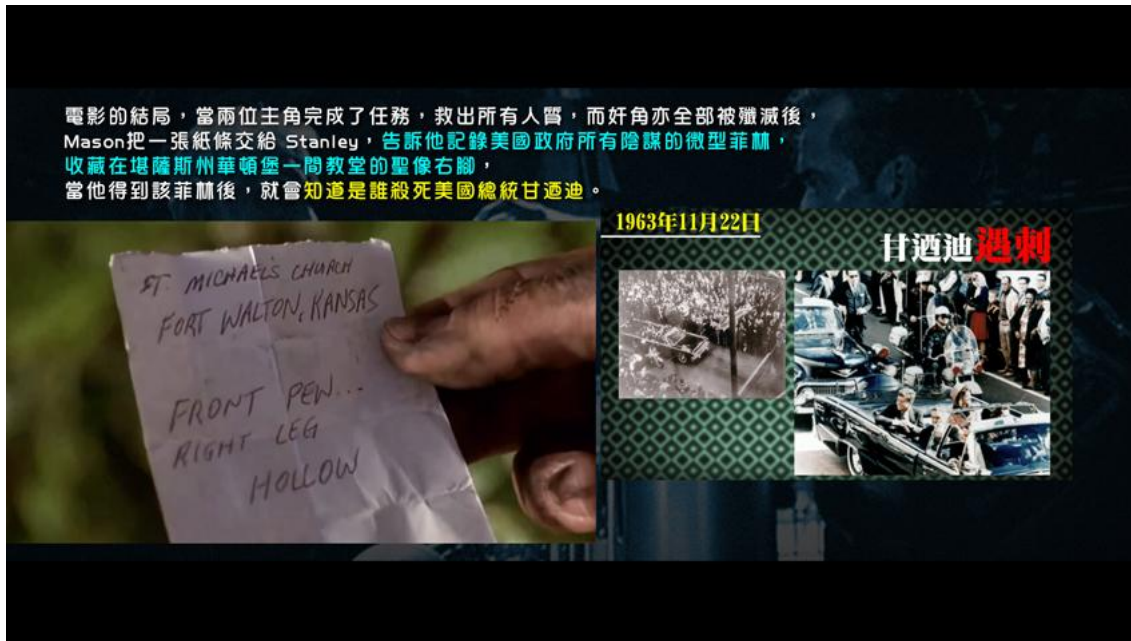 電影的結局，當兩位主角完成了任務，救出所有人質，而奸角亦全部被殲滅後，
Mason把一張紙條交給 Stanley，告訴他記錄美國政府所有陰謀的微型菲林，
收藏在堪薩斯州華頓堡一間教堂的聖像右腳，
當他得到該菲林後，就會知道是誰殺死美國總統甘迺迪。
ST. MICHAEL'S CHURCH
FORT WALTON, KANSAS
FRONT PEW...
RIGHT LEG
HOLLOW
1963年11月22日
甘迺迪遇刺